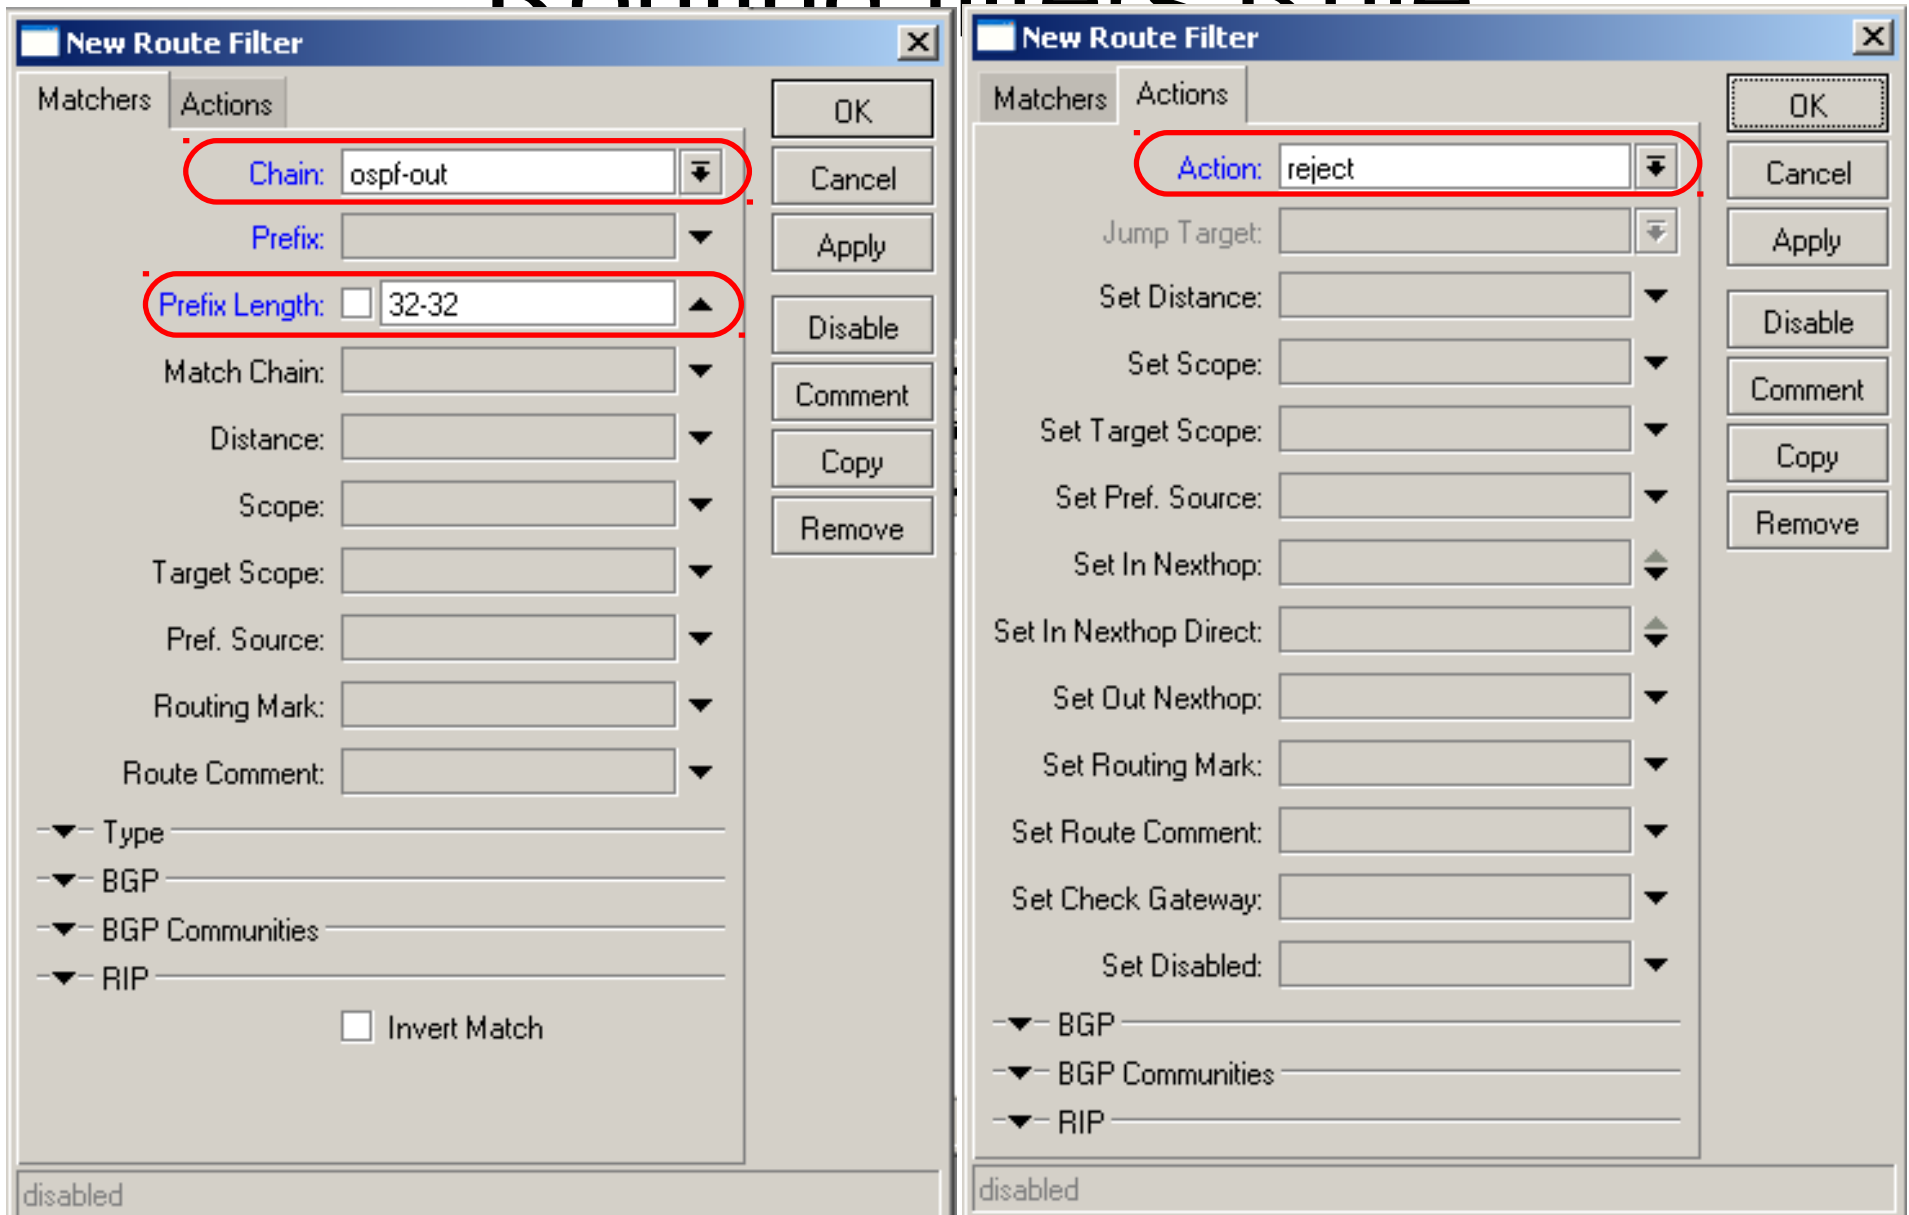 New Route Filter
Matchers Actions
Chain: ospf-out
Prefix:
Prefix Length: 32-32
Match Chain:
Distance:
Scope:
Target Scope:
Pref. Source:
Routing Mark:
Route Comment:
Type
BGP
BGP Communities
RIP
Invert Match
OK
Cancel
Apply
Disable
Comment
Copy
Remove
disabled
New Route Filter
Matchers Actions
Action: reject
Jump Target:
Set Distance:
Set Scope:
Set Target Scope:
Set Pref. Source:
Set In Nexthop:
Set In Nexthop Direct:
Set Out Nexthop:
Set Routing Mark:
Set Route Comment:
Set Check Gateway:
Set Disabled:
BGP
BGP Communities
RIP
OK
Cancel
Apply
Disable
Comment
Copy
Remove
disabled